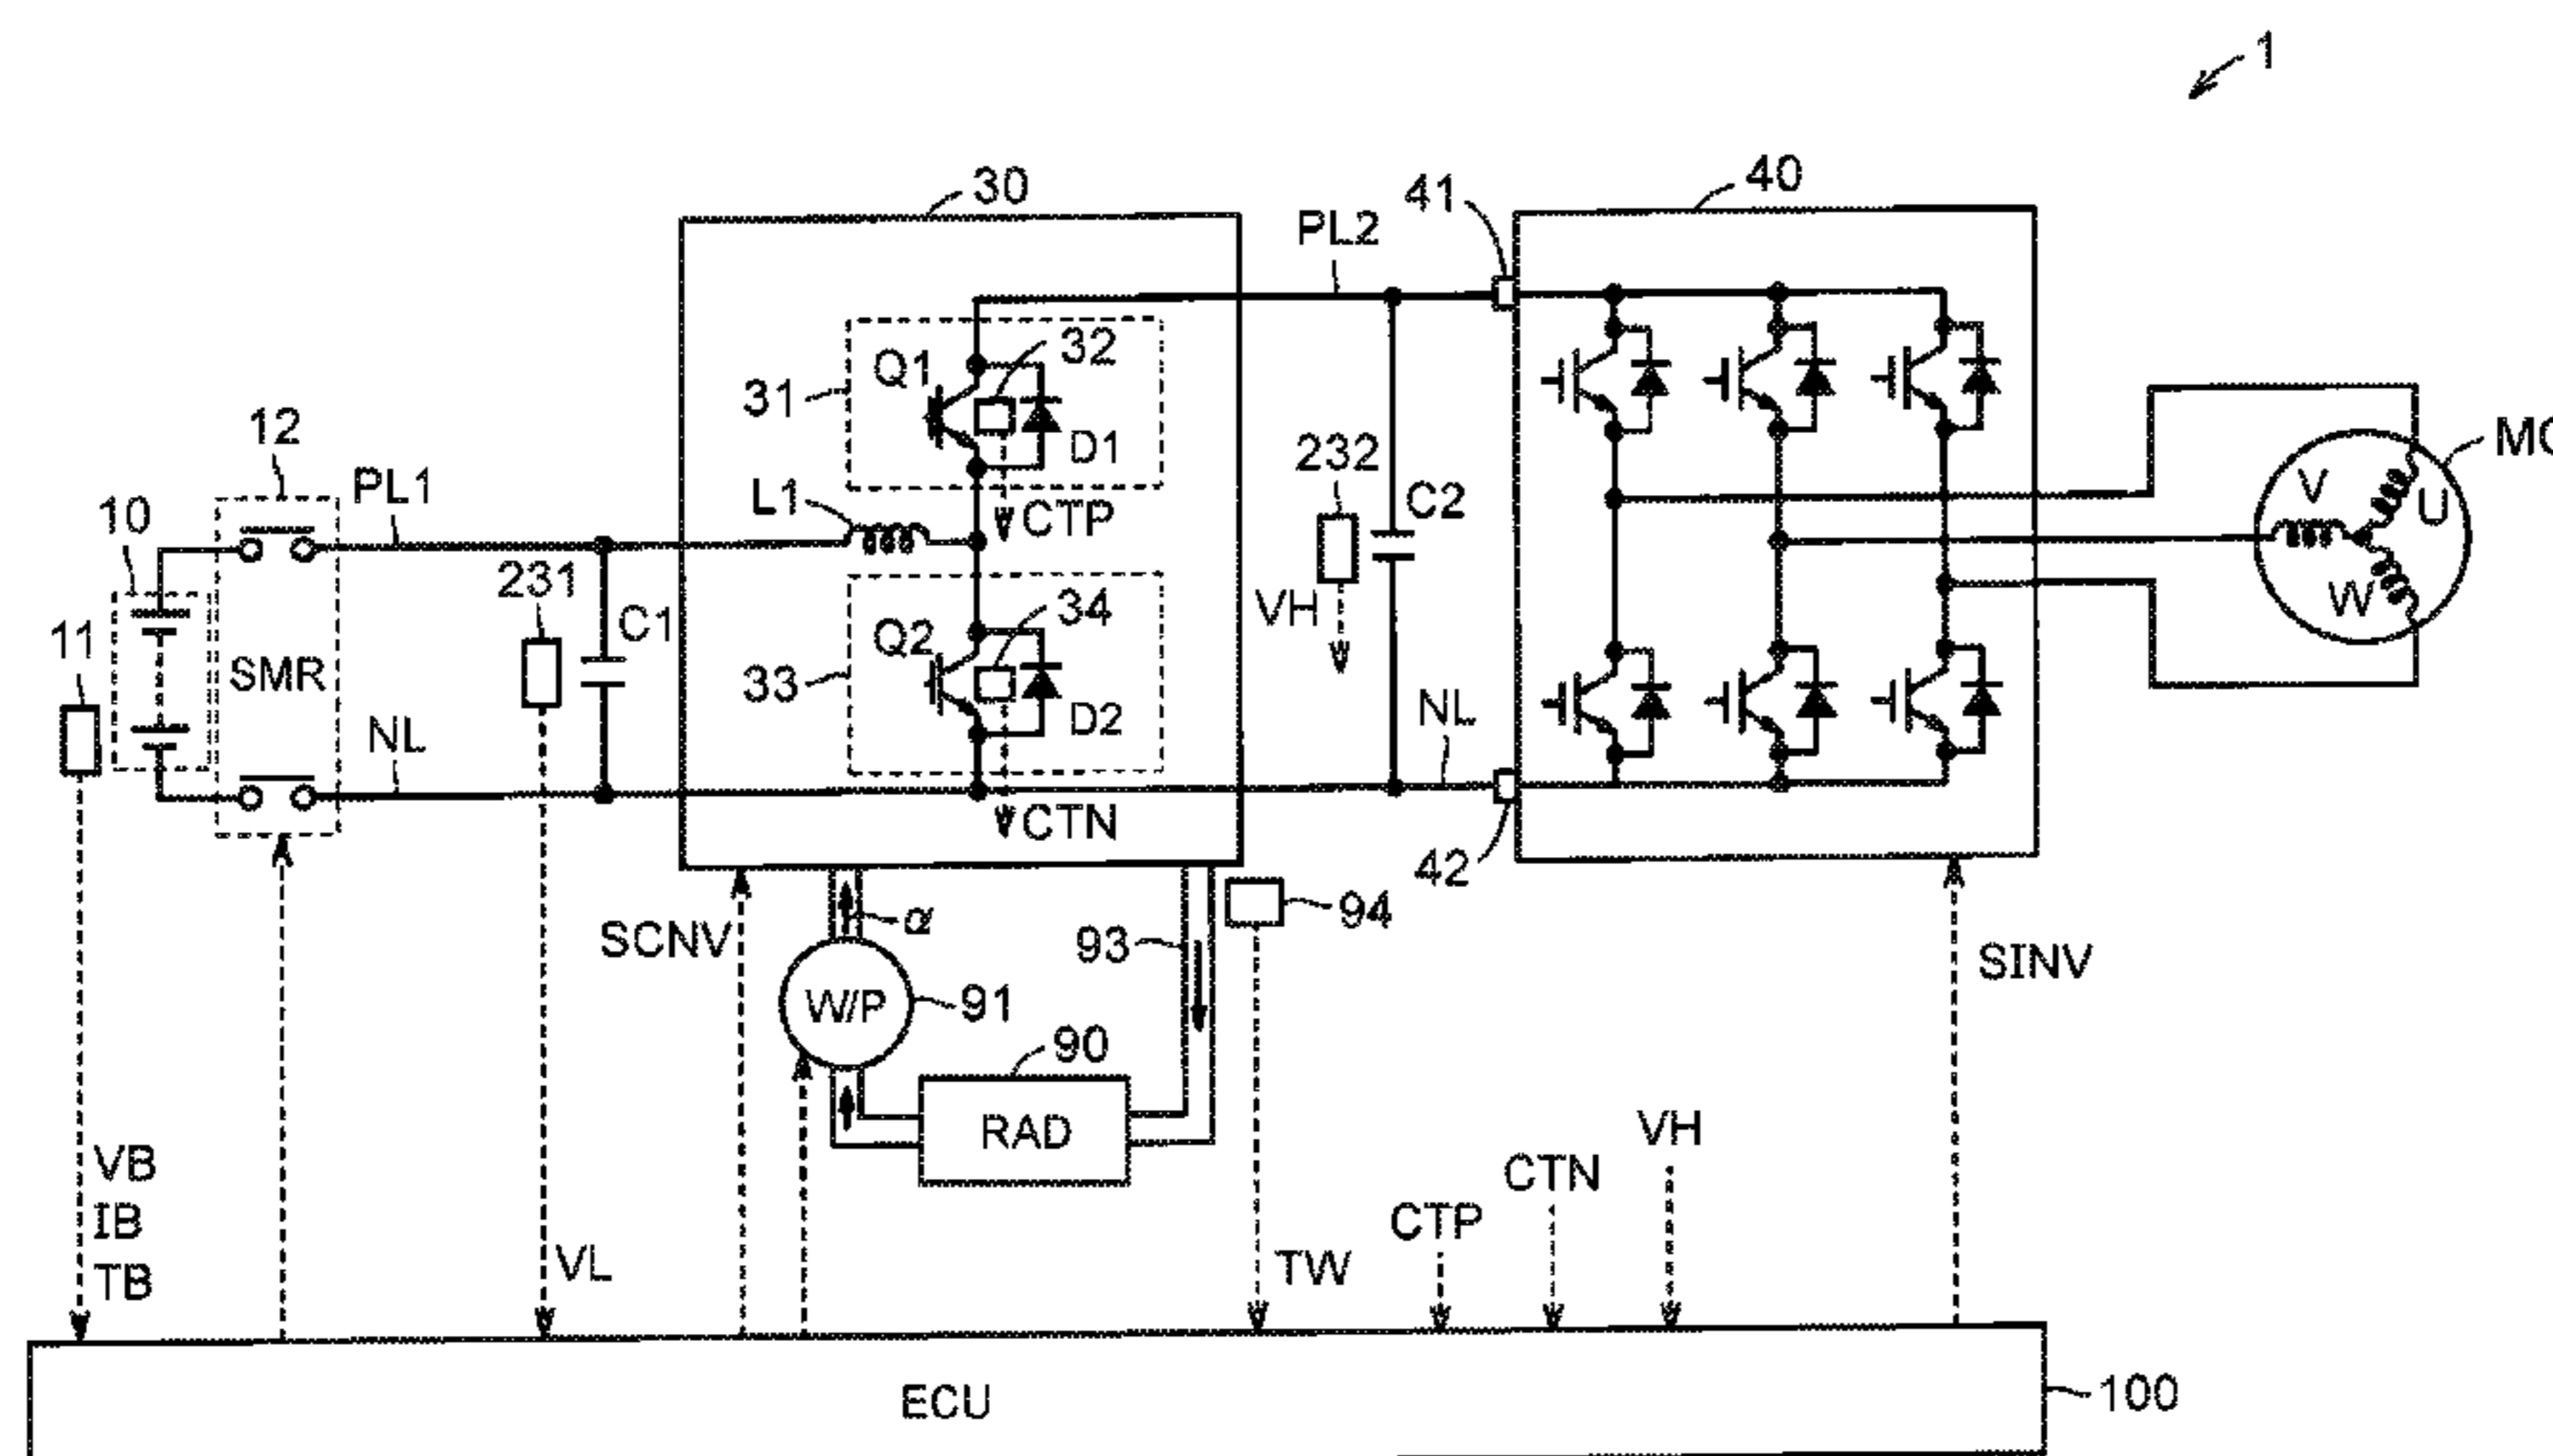 1
30
40
41
PL2
32
Q1
31
12
D1
232
MG
PL1
L1
V
U
10
CTP
C2
231
34
C1
VH
W
11
Q2
SMR
33
NL
D2
NL
CTN
42
α
94
SCNV
93
SINV
W/P
91
90
RAD
VH
VB
CTN
IB
CTP
VL
TW
TB
100
ECU